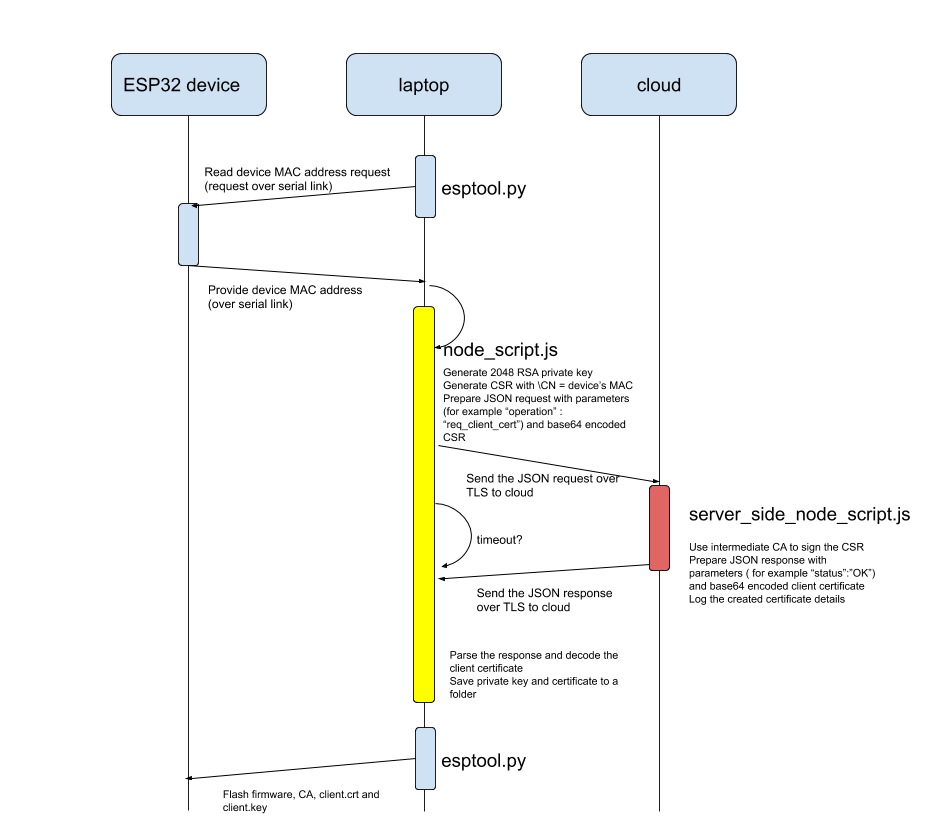 ESP32 device
laptop
cloud
Read device MAC address request
(request over serial link)
esptool.py
Provide device MAC address
(over serial link)
node_script.js
Generate 2048 RSA private key
Generate CSR with \CN = device's MAC
Prepare JSON request with parameters
(for example “operation” :
“req_client_cert”) and base64 encoded
CSR
Send the JSON request over
TLS to cloud
server_side_node_script.js
timeout?
Use intermediate CA to sign the CSR
Prepare JSON response with
parameters ( for example “status”:”OK”)
and base64 encoded client certificate
Log the created certificate details
Send the JSON response
over TLS to cloud
Parse the response and decode the
client certificate
Save private key and certificate to a
folder
esptool.py
Flash firmware, CA, client.crt and
client.key